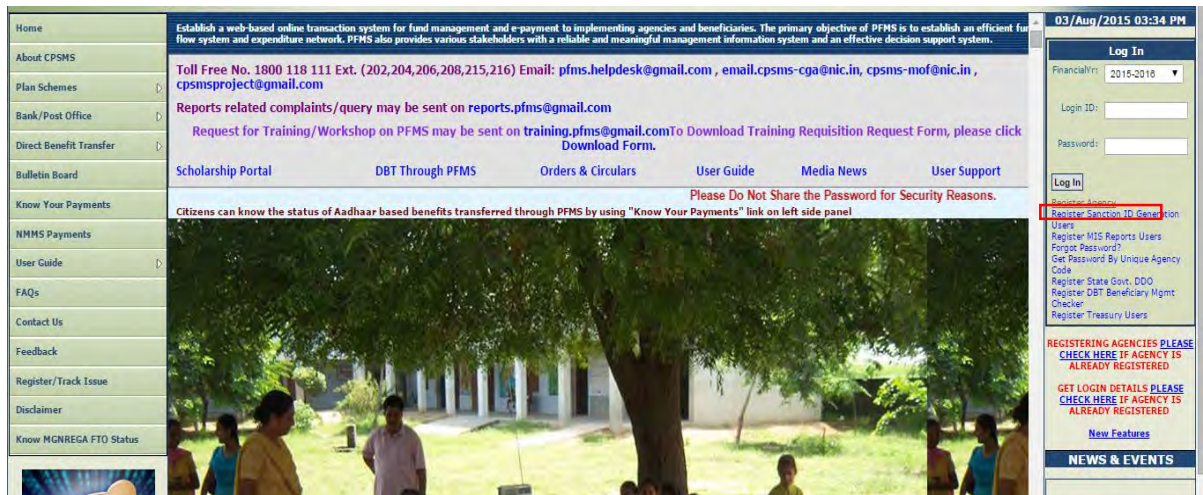 Home
About CPSMS
Plan Schemes
Bank/Post Office
Direct Benefit Transfer
Bulletin Board
Know Your Payments
NMMS Payments
User Guide
FAQs
Contact Us
Feedback
Register/Track Issue
Disclaimer
Know MGNREGA FTO Status
Establish a web-based online transaction system for fund management and e-payment to implementing agencies and beneficiaries. The primary objective of PFMS is to establish an efficient fu
flow system and expenditure network. PFMS also provides various stakeholders with a reliable and meaningful management information system and an effective decision support system.
Toll Free No. 1800 118 111 Ext. (202,204,206,208,215,216) Email: pfms.helpdesk@gmail.com , email.cpsms-cga@nic.in, cpsms-mof@nic.in ,
cpsmsproject@gmail.com
Reports related complaints/query may be sent on reports.pfms@gmail.com
Request for Training/Workshop on PFMS may be sent on training.pfms@gmail.comTo Download Training Requisition Request Form, please click
Download Form.
Scholarship Portal DBT Through PFMS Orders & Circulars User Guide Media News User Support
Please Do Not Share the Password for Security Reasons.
Citizens can know the status of Aadhaar based benefits transferred through PFMS by using "Know Your Payments" link on left side panel
03/Aug/2015 03:34 PM
Log In
FinancialYr: 2015-2016
Login ID:
Password:
Log In
Register Agency
Register Sanction ID Generation
Users
Register MIS Reports Users
Forgot Password?
Get Password By Unique Agency
Code
Register State Govt. DDO
Register DBT Beneficiary Mgmt
Checker
Register Treasury Users
REGISTERING AGENCIES PLEASE
CHECK HERE IF AGENCY IS
ALREADY REGISTERED
GET LOGIN DETAILS PLEASE
CHECK HERE IF AGENCY IS
ALREADY REGISTERED
New Features
NEWS & EVENTS